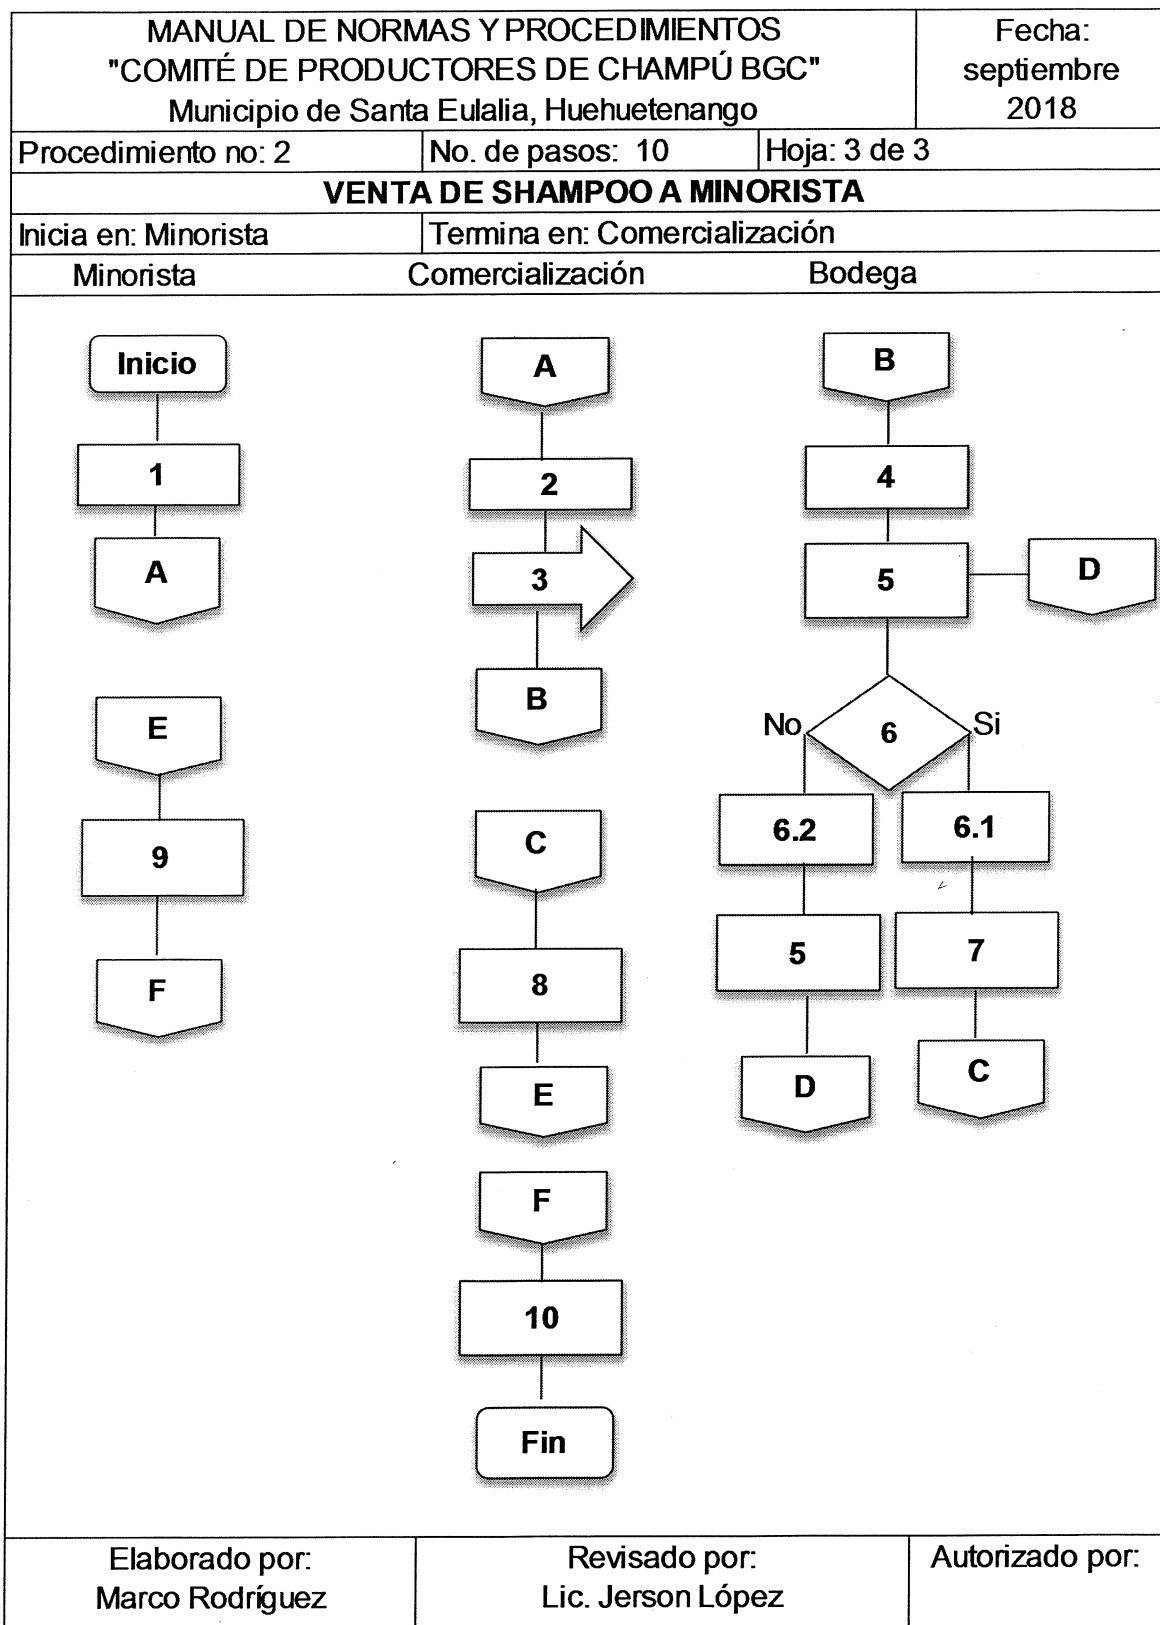 MANUAL DE NORMAS Y PROCEDIMIENTOS
"COMITÉ DE PRODUCTORES DE CHAMPÚ BGC"
Municipio de Santa Eulalia, Huehuetenango
Fecha:
septiembre
2018
Procedimiento no: 2
No. de pasos: 10
Hoja: 3 de 3
VENTA DE SHAMPOO A MINORISTA
Inicia en: Minorista
Termina en: Comercialización
Minorista
Comercialización
Bodega
Inicio
1
A
E
9
F
A
2
3
B
C
8
E
F
10
Fin
B
4
5
D
6
No
Si
6.2
6.1
5
7
D
C
Elaborado por:
Marco Rodríguez
Revisado por:
Lic. Jerson López
Autorizado por: